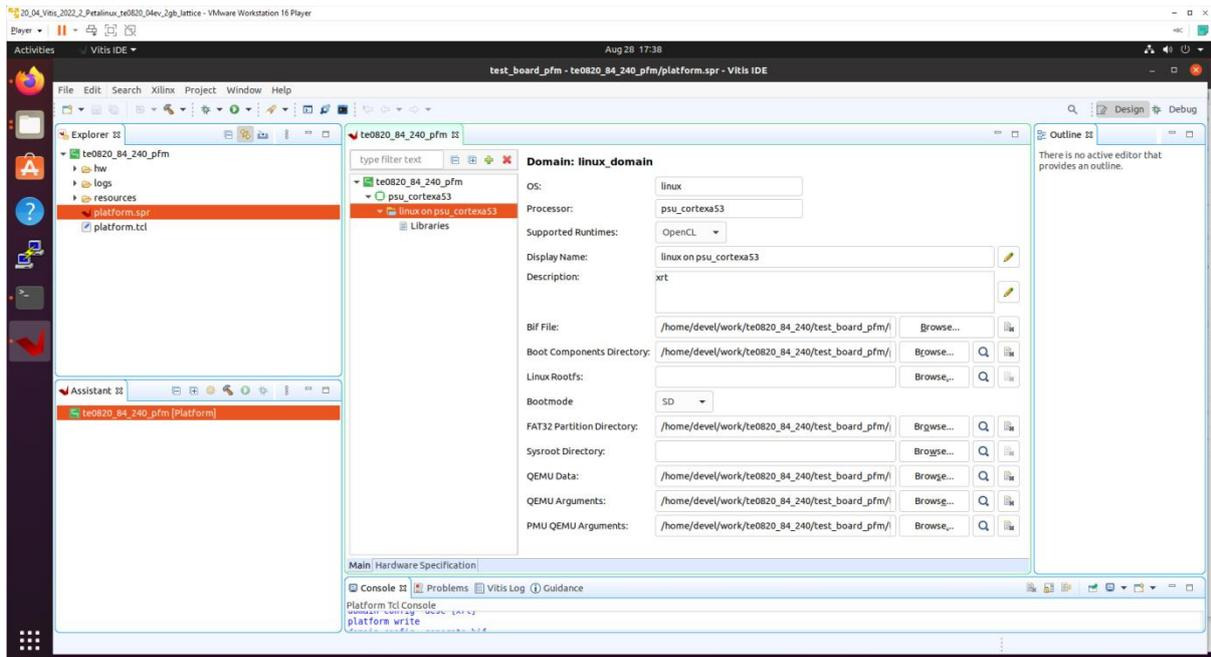 20_04_Vitis_2022_2_Petalinux_te0820_04ev_2gb_lattice - VMware Workstation 16 Player
Player
Activities Vitis IDE Aug 28 17:38
test_board_pfm - te0820_84_240_pfm/platform.spr - Vitis IDE
File Edit Search Xilinx Project Window Help
Design Debug
Explorer
te0820_84_240_pfm
hw
logs
resources
platform.spr
platform.tcl
Assistant
te0820_84_240_pfm [Platform]
te0820_84_240_pfm
type filter text
te0820_84_240_pfm
psu_cortexa53
linux on psu_cortexa53
Libraries
Domain: linux_domain
OS: linux
Processor: psu_cortexa53
Supported Runtimes: OpenCL
Display Name: linux on psu_cortexa53
Description: xrt
Bif File: /home/devel/work/te0820_84_240/test_board_pfm/ Browse...
Boot Components Directory: /home/devel/work/te0820_84_240/test_board_pfm/ Browse...
Linux Rootfs: Browse...
Bootmode SD
FAT32 Partition Directory: /home/devel/work/te0820_84_240/test_board_pfm/ Browse...
Sysroot Directory: Browse...
QEMU Data: /home/devel/work/te0820_84_240/test_board_pfm/ Browse...
QEMU Arguments: /home/devel/work/te0820_84_240/test_board_pfm/ Browse...
PMU QEMU Arguments: /home/devel/work/te0820_84_240/test_board_pfm/ Browse...
Main Hardware Specification
Outline
There is no active editor that
provides an outline.
Console Problems Vitis Log Guidance
Platform Tcl Console
platform write